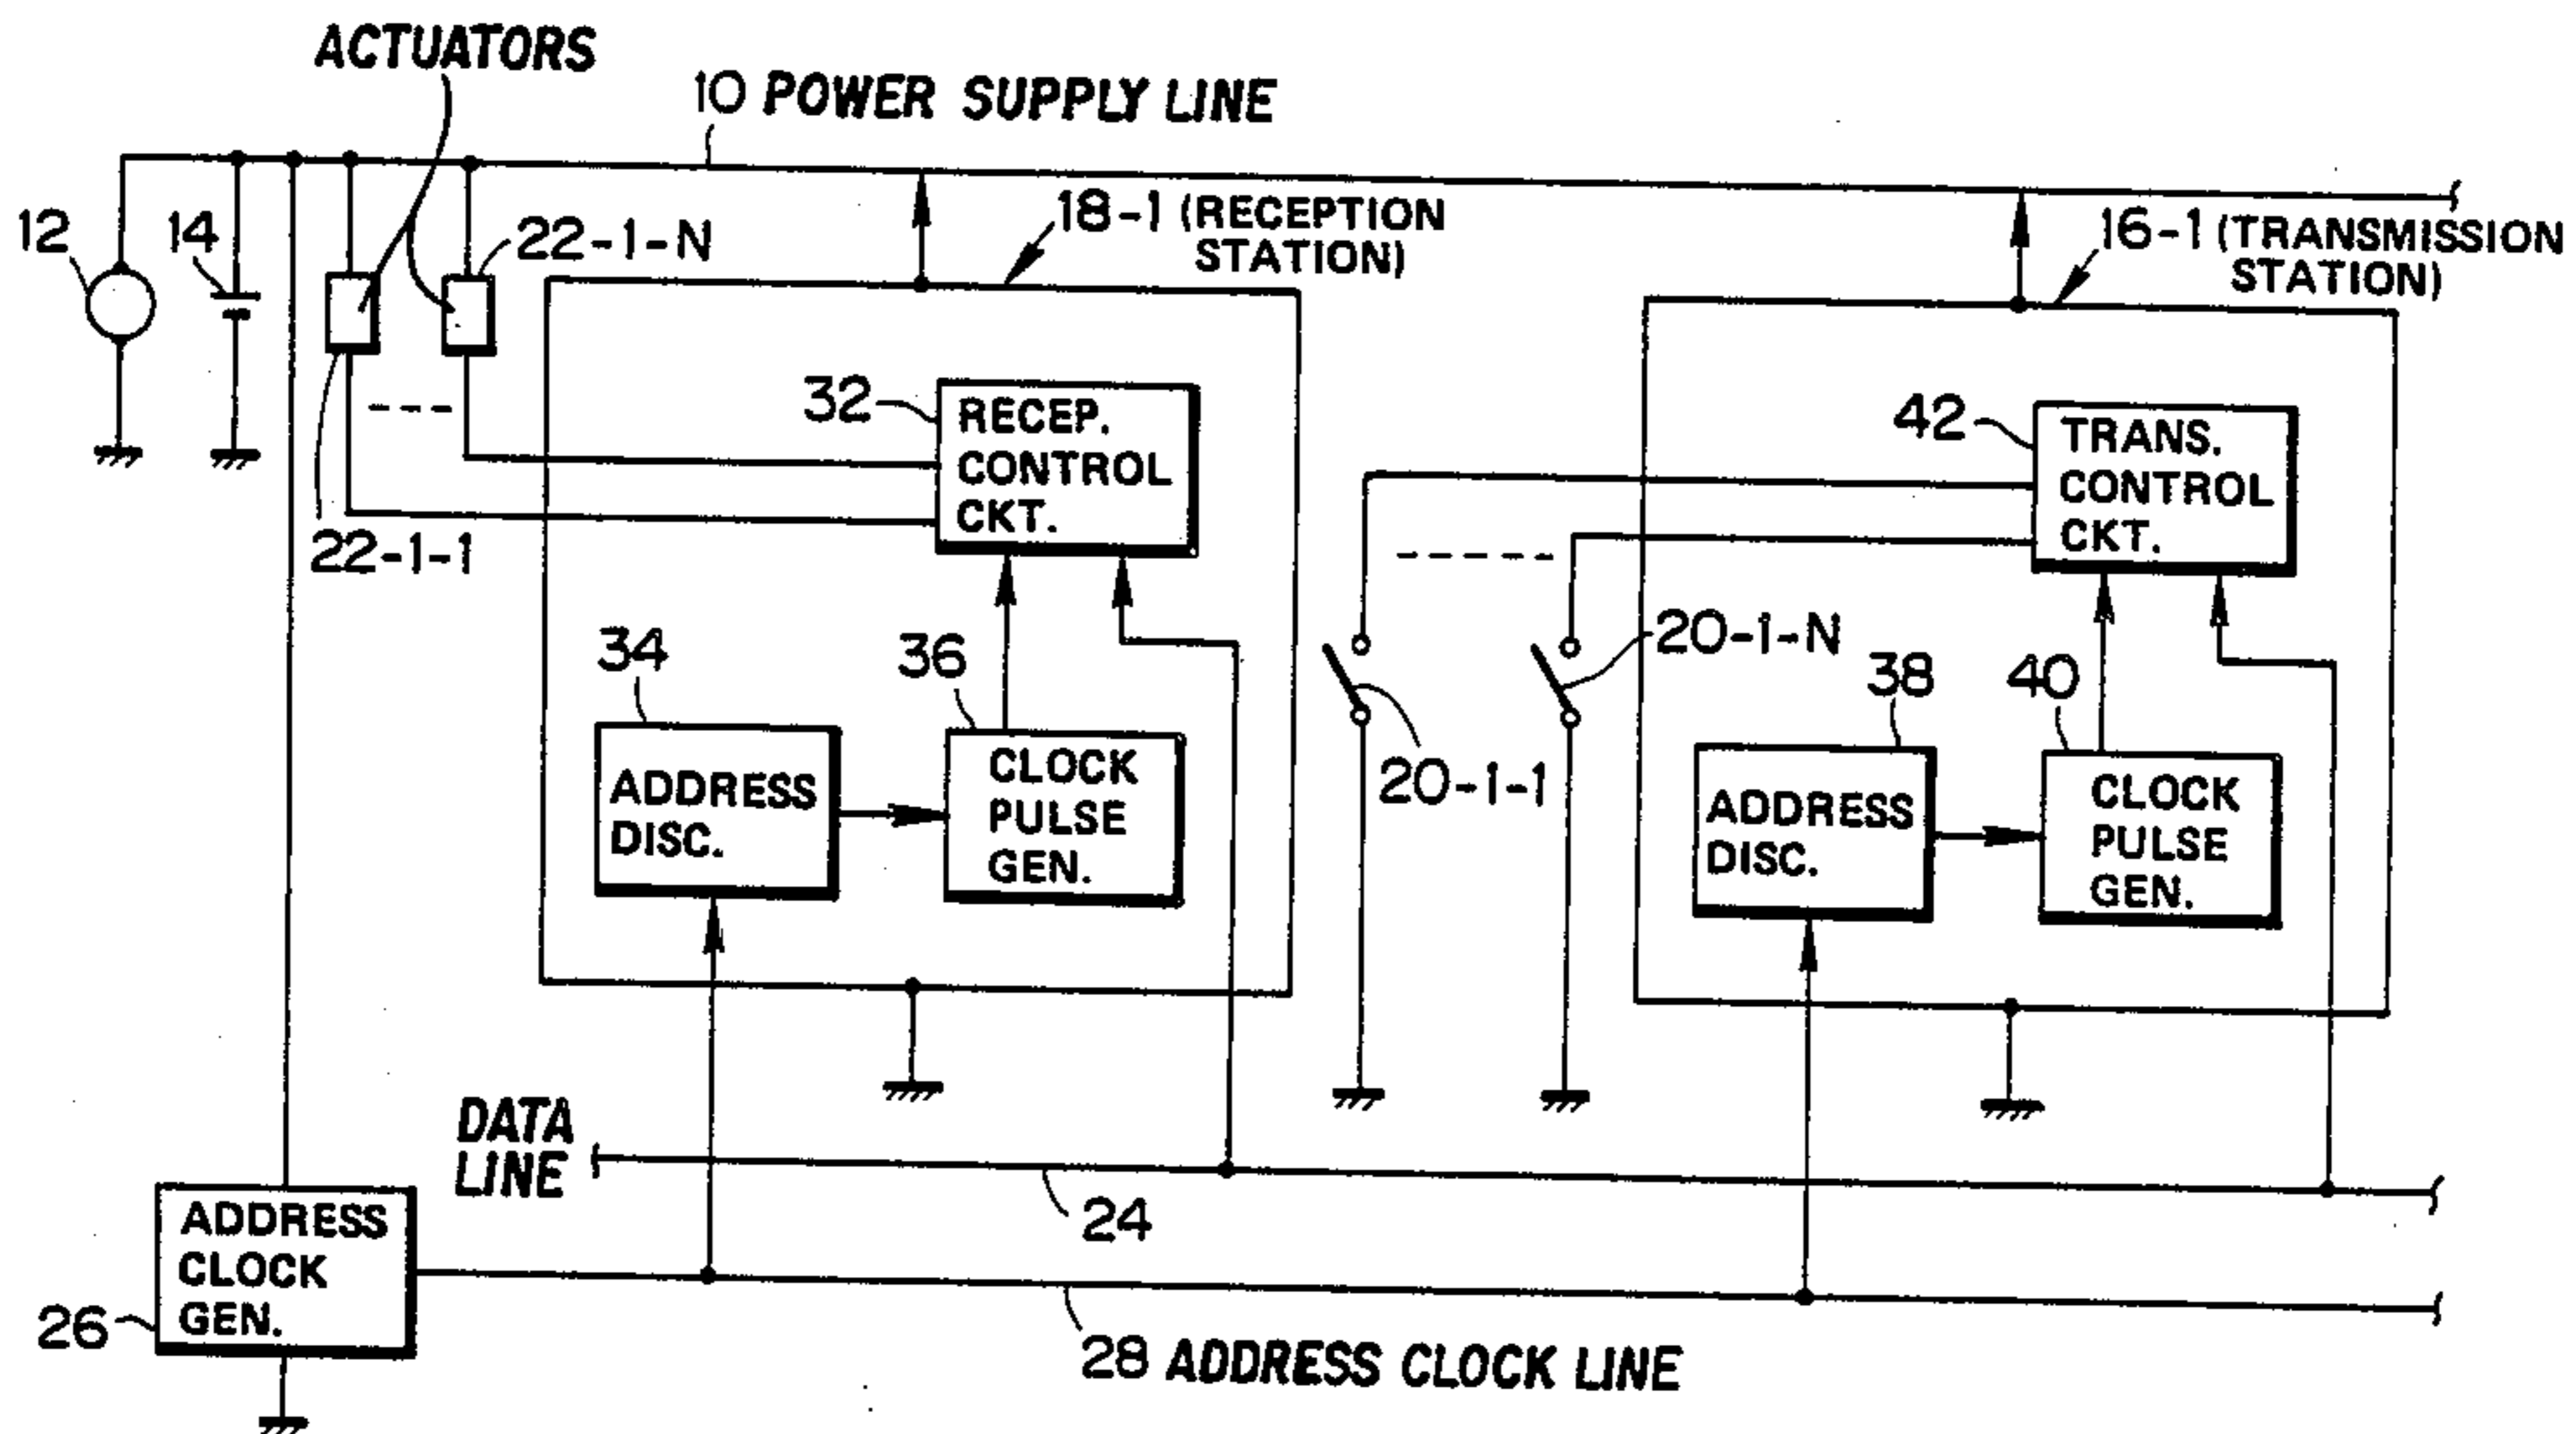 ACTUATORS
10 POWER SUPPLY LINE
12
14
22-1-N
18-1 (RECEPTION
STATION)
16-1 (TRANSMISSION
STATION)
22-1-1
32
RECEP.
CONTROL
CKT.
42
TRANS.
CONTROL
CKT.
34
36
20-1-N
38
40
ADDRESS
DISC.
CLOCK
PULSE
GEN.
20-1-1
ADDRESS
DISC.
CLOCK
PULSE
GEN.
DATA
LINE
24
ADDRESS
CLOCK
GEN.
26
28 ADDRESS CLOCK LINE